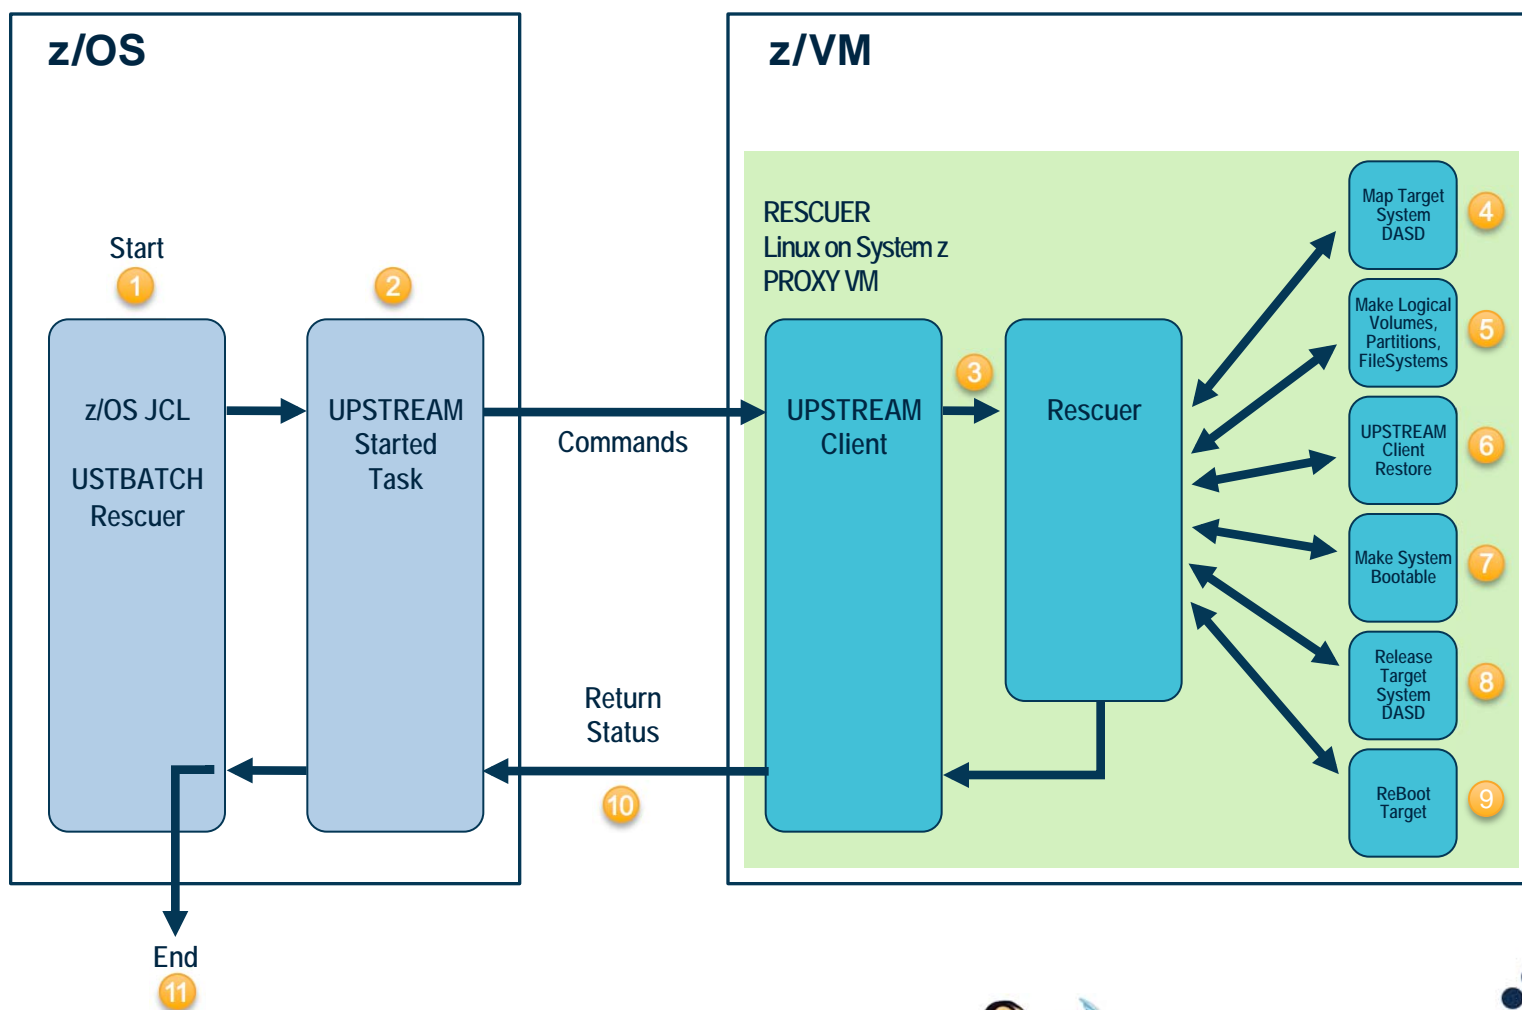 z/OS
z/VM
RESCUER
Linux on System z
PROXY VM
Start
1
2
z/OS JCL
USTBATCH
Rescuer
UPSTREAM
Started
Task
Commands
UPSTREAM
Client
3
Rescuer
Map Target
System
DASD
4
Make Logical
Volumes,
Partitions,
FileSystems
5
UPSTREAM
Client
Restore
6
Make System
Bootable
7
Release
Target
System
DASD
8
ReBoot
Target
9
Return
Status
10
End
11